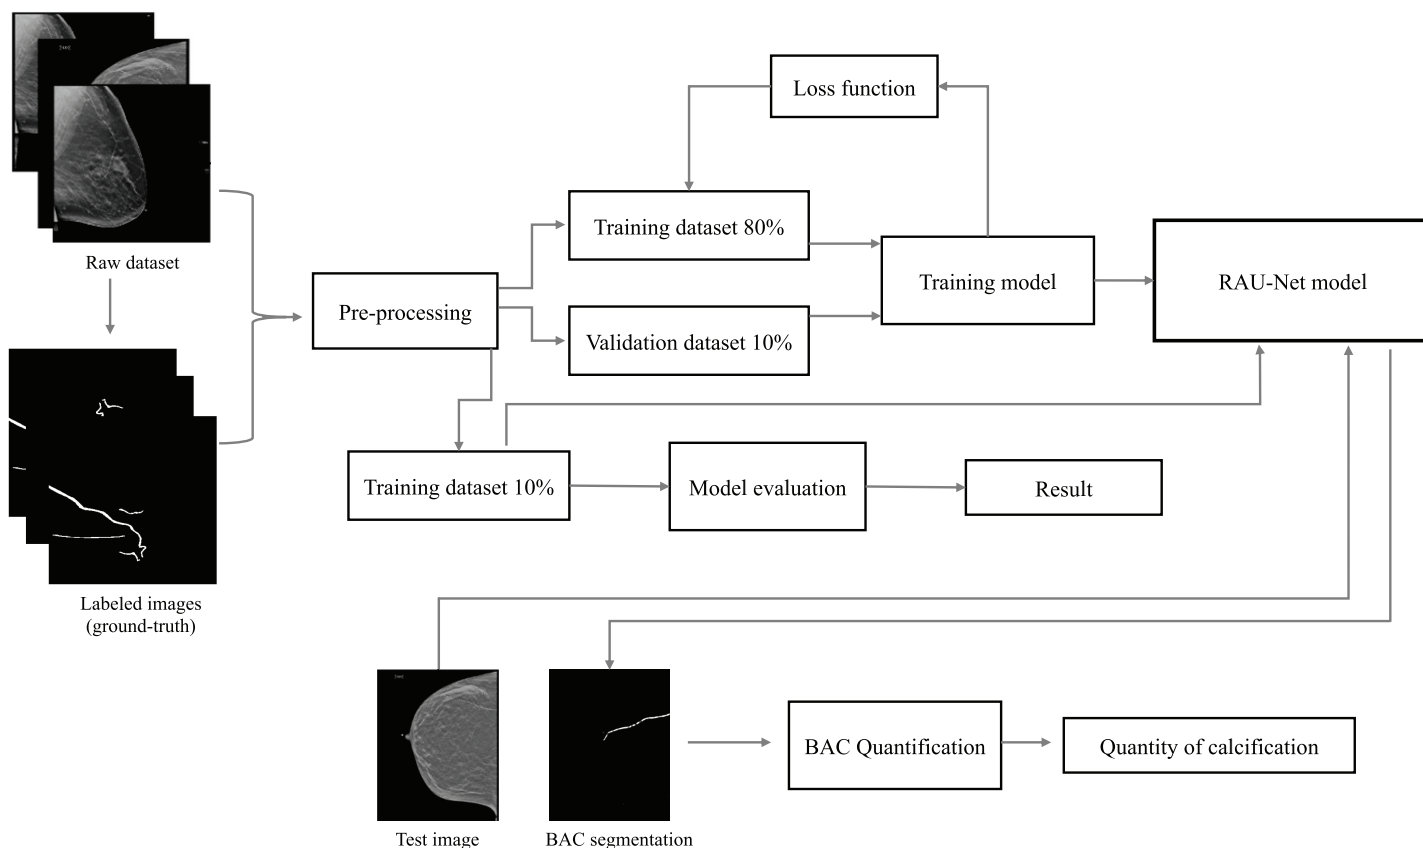 Loss function
Training dataset 80%
Raw dataset
Training model
RAU-Net model
Pre-processing
Validation dataset 10%
Training dataset 10%
Model evaluation
Result
Labeled images
(ground-truth)
BAC Quantification
Quantity of calcification
Test image
BAC segmentation